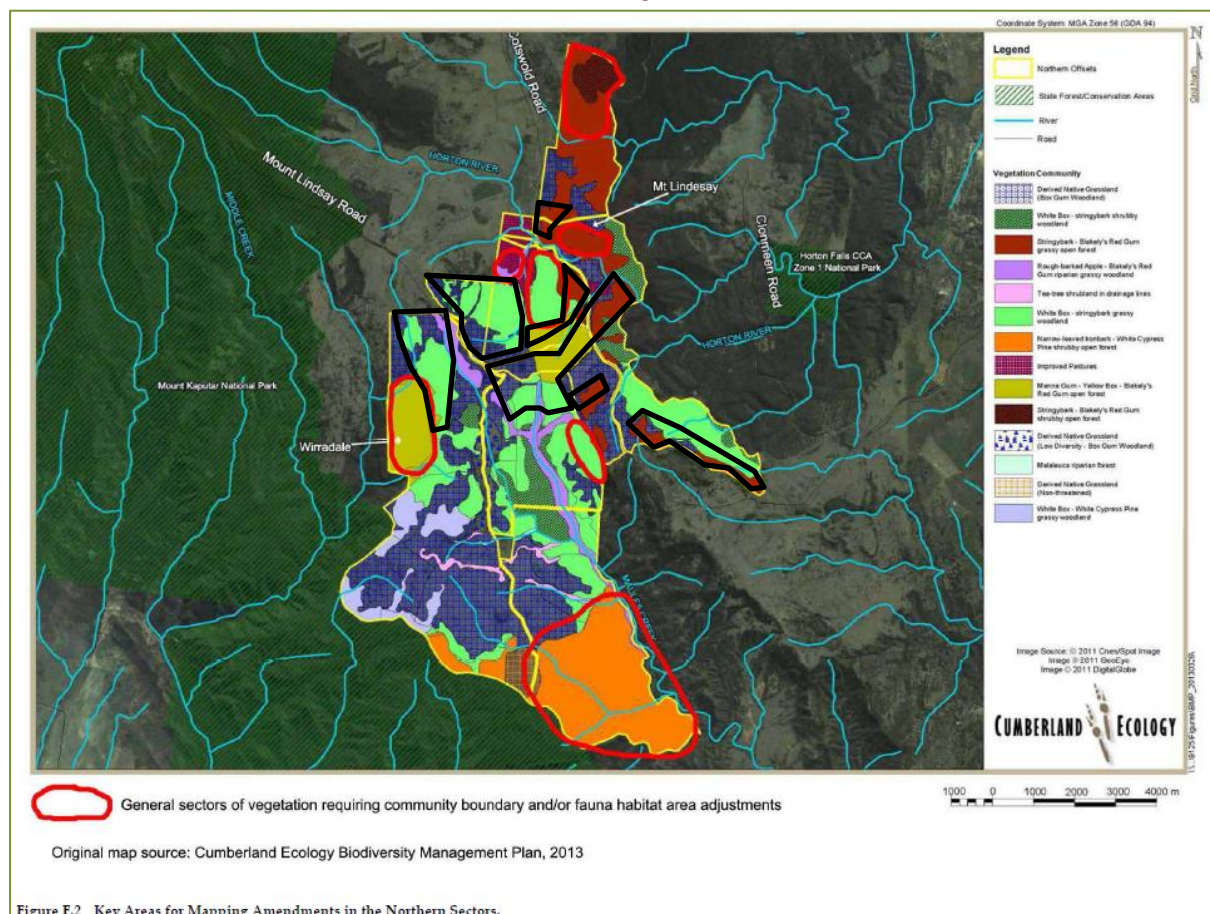 Coordinate System: MGA Zone 56 (GDA 94)
N
Grid North
Legend
Northern Offsets
State Forest/Conservation Areas
River
Road
Vegetation Community
Derived Native Grassland
(Box Gum Woodland)
White Box - stringybark shrubby
woodland
Stringybark - Blakely's Red Gum
grassy open forest
Rough-barked Apple - Blakely's Red
Gum riparian grassy woodland
Tea-tree shrubland in drainage lines
White Box - stringybark grassy
woodland
Narrow-leaved Ironbark - White Cypress
Pine shrubby open forest
Improved Pastures
Manna Gum - Yellow Box - Blakely's
Red Gum open forest
Stringybark - Blakely's Red Gum
shrubby open forest
Derived Native Grassland
(Low Diversity - Box Gum Woodland)
Malaleuca riparian forest
Derived Native Grassland
(Non-threatened)
White Box - White Cypress Pine
grassy woodland
Cotswold Road
HORTON RIVER
Mount Lindsay Road
MIDDLE CREEK
Mt Lindesay
Clonmeen Road
Horton Falls CCA
Zone 1 National Park
HORTON RIVER
Mount Kaputar National Park
Wirradale
MAULES CREEK
Image Source: © 2011 Cnes/Spot Image
Image © 2011 GeoEye
Image © 2011 DigitalGlobe
CUMBERLAND ECOLOGY
General sectors of vegetation requiring community boundary and/or fauna habitat area adjustments
1000 0 1000 2000 3000 4000 m
Original map source: Cumberland Ecology Biodiversity Management Plan, 2013
Figure F.2 Key Areas for Mapping Amendments in the Northern Sectors.